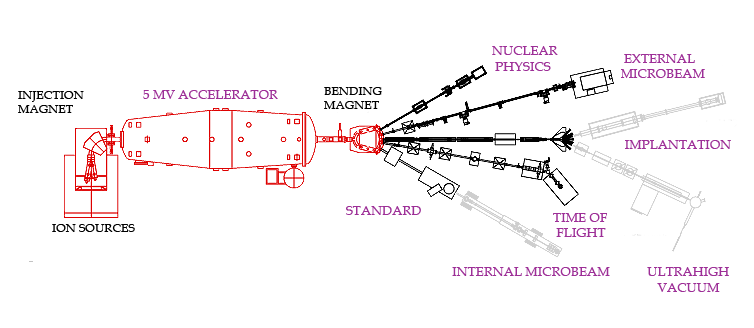 NUCLEAR
PHYSICS
EXTERNAL
MICROBEAM
INJECTION
MAGNET
5 MV ACCELERATOR
BENDING
MAGNET
IMPLANTATION
STANDARD
TIME OF
FLIGHT
ION SOURCES
INTERNAL MICROBEAM
ULTRAHIGH
VACUUM